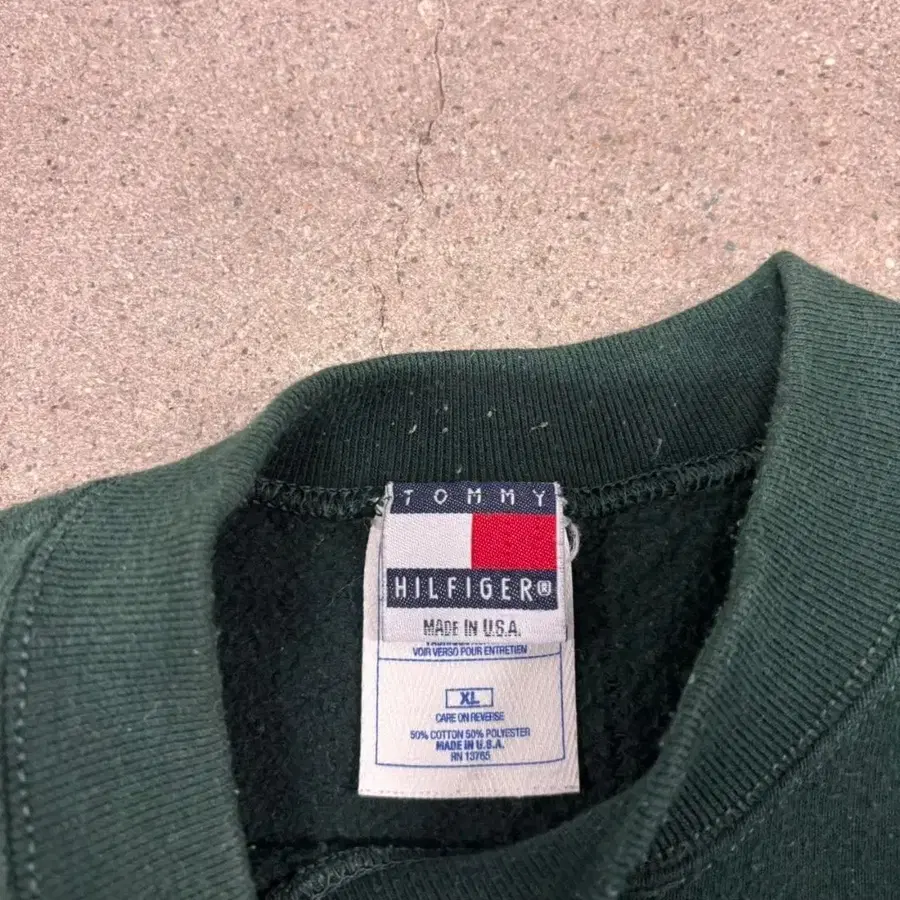 TOMMY
HILFIGER®
MADE IN U.S.A.
VOIR VERSO POUR ENTRETIEN
XL
CARE ON REVERSE
50% COTTON 50% POLYESTER
MADE IN U.S.A.
RN 13765